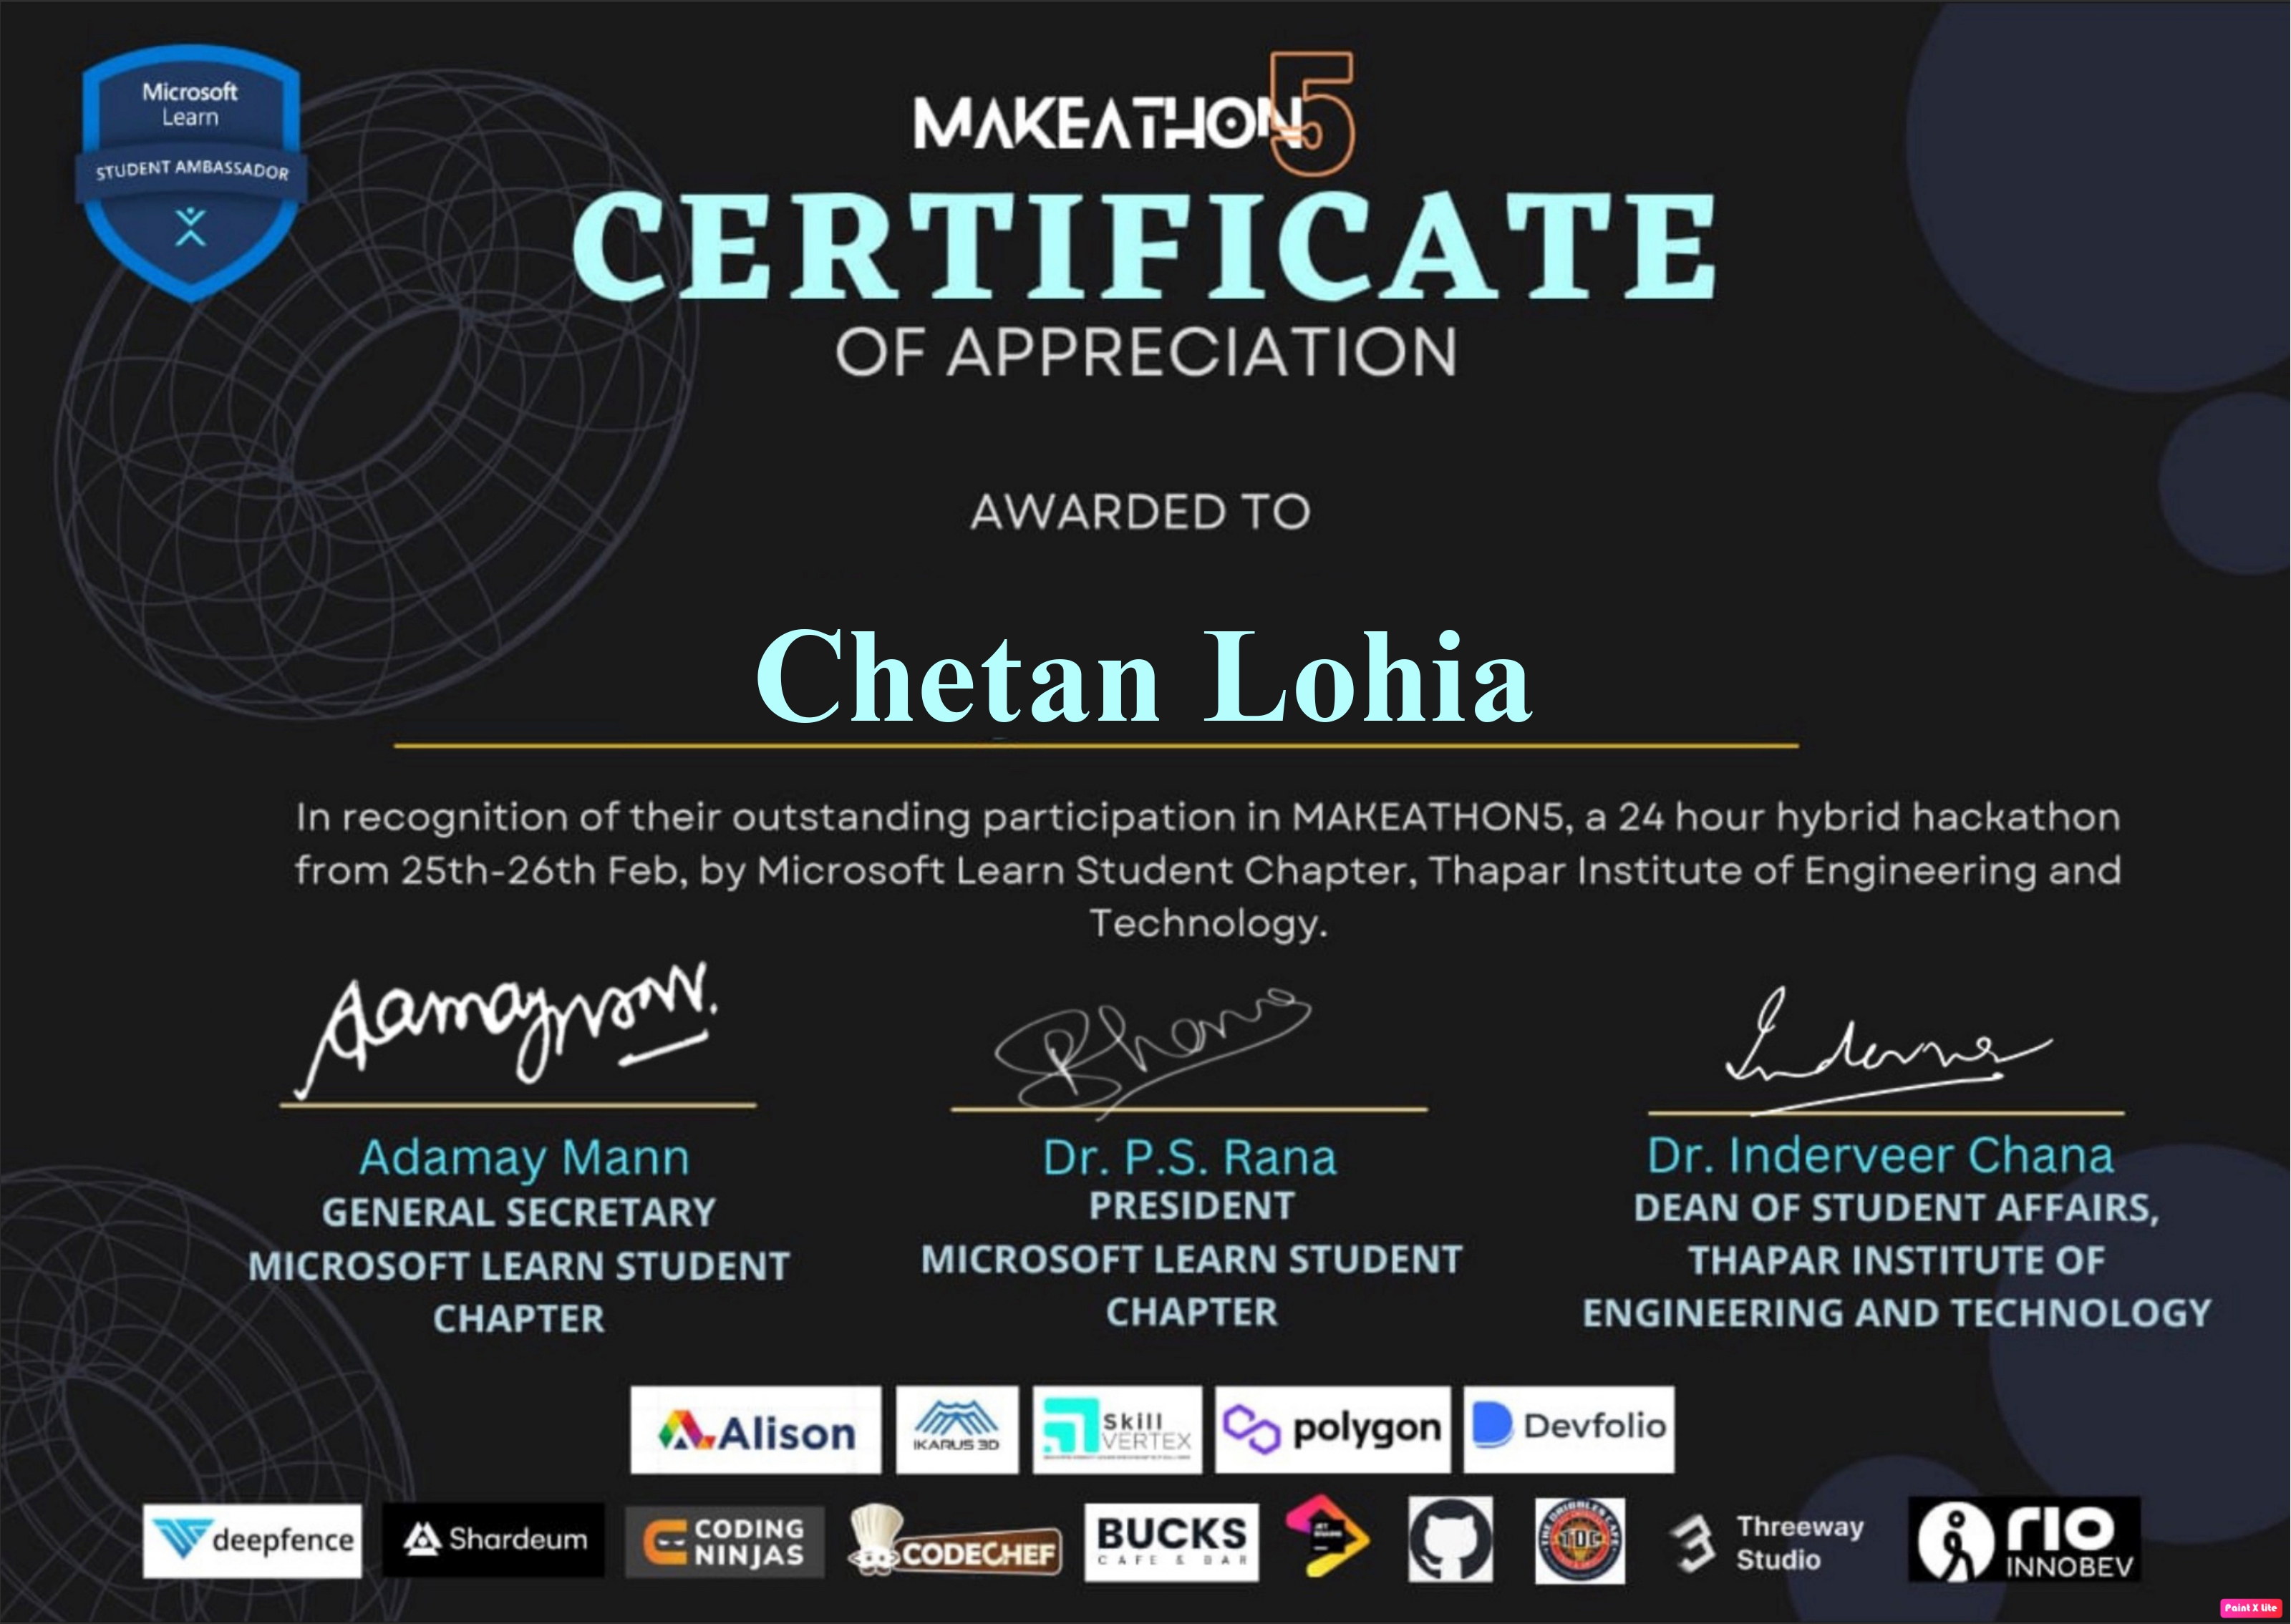 Microsoft
Learn
STUDENT AMBASSADOR
MAKEATHON5
CERTIFICATE
OF APPRECIATION
AWARDED TO
Chetan Lohia
In recognition of their outstanding participation in MAKEATHON5, a 24 hour hybrid hackathon
from 25th-26th Feb, by Microsoft Learn Student Chapter, Thapar Institute of Engineering and
Technology.
Adamay Mann
GENERAL SECRETARY
MICROSOFT LEARN STUDENT
CHAPTER
Dr. P.S. Rana
PRESIDENT
MICROSOFT LEARN STUDENT
CHAPTER
Dr. Inderveer Chana
DEAN OF STUDENT AFFAIRS,
THAPAR INSTITUTE OF
ENGINEERING AND TECHNOLOGY
Alison
IKARUS 3D
Skill
VERTEX
polygon
Devfolio
deepfence
Shardeum
CODING
NINJAS
CODECHEF
BUCKS
CAFE & BAR
TDC
Threeway
Studio
rio
INNOBEV
Paint X lite